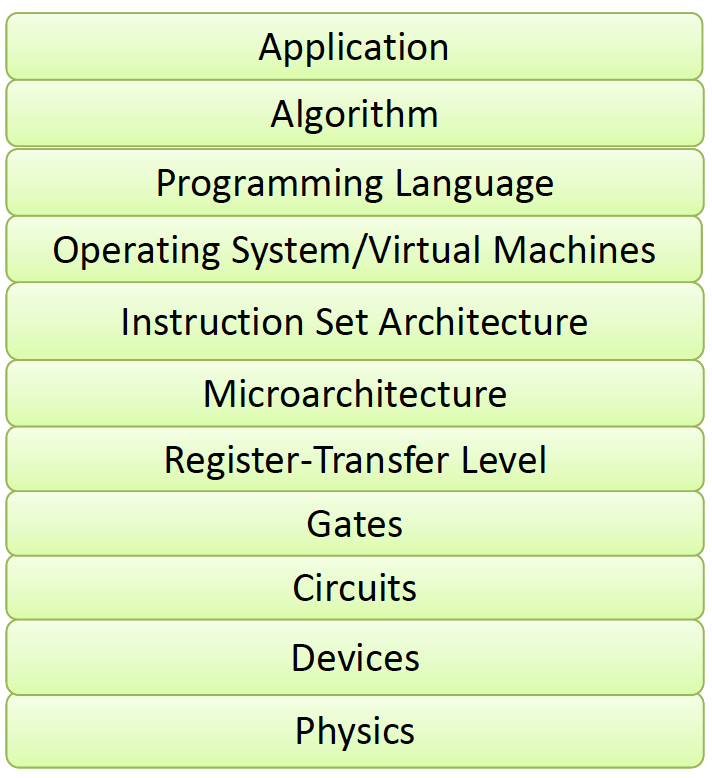 Application
Algorithm
Programming Language
Operating System/Virtual Machines
Instruction Set Architecture
Microarchitecture
Register-Transfer Level
Gates
Circuits
Devices
Physics